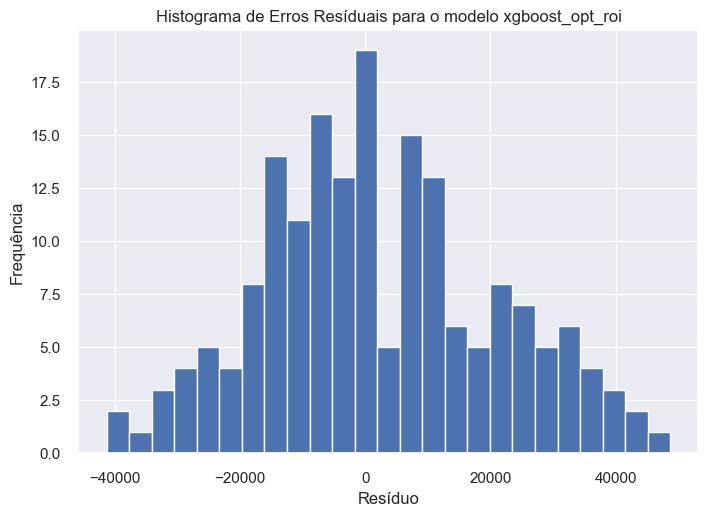 Histograma de Erros Resíduais para o modelo xgboost_opt_roi
Frequência
17.5
15.0
12.5
10.0
7.5
5.0
2.5
0.0
−40000 −20000 0 20000 40000
Resíduo